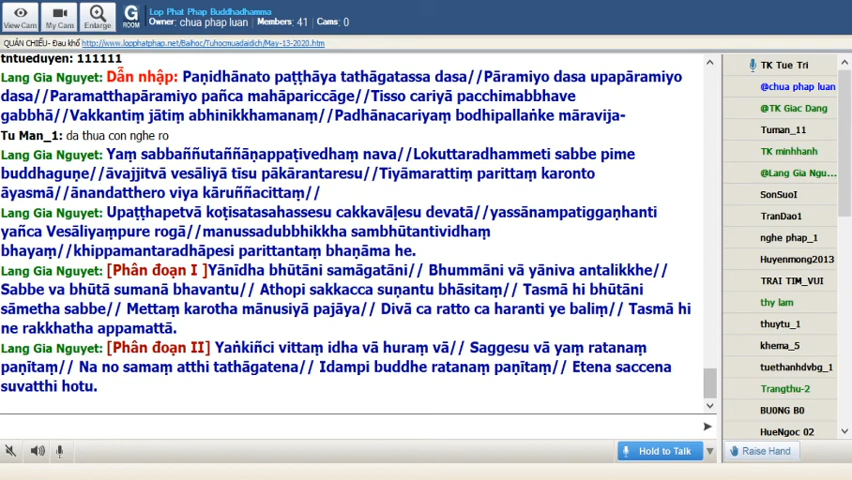 View Cam
My Cam
Enlarge
G
ROOM
Lop Phat Phap Buddhadhamma
Owner: chua phap luan Members: 41 Cams: 0
QUÁN CHIẾU- Đau khổ http://www.lopphatphap.net/Baihoc/Tuhocmuadaidich/May-13-2020.htm
tntueduyen: 111111
Lang Gia Nguyet: Dẫn nhập: Paṇidhānato paṭṭhāya tathāgatassa dasa//Pāramiyo dasa upapāramiyo
dasa//Paramatthapāramiyo pañca mahāpariccāge//Tisso cariyā pacchimabbhave
gabbhā//Vakkantiṃ jātiṃ abhinikkhamanaṃ//Padhānacariyaṃ bodhipallaṅke māravija-
Tu Man_1: da thua con nghe ro
Lang Gia Nguyet: Yaṃ sabbaññutaññāṇappaṭivedhaṃ nava//Lokuttaradhammeti sabbe pime
buddhaguṇe//āvajjitvā vesāliyā tīsu pākārantaresu//Tiyāmarattiṃ parittaṃ karonto
āyasmā//ānandatthero viya kāruññacittaṃ//
Lang Gia Nguyet: Upaṭṭhapetvā koṭisatasahassesu cakkavāḷesu devatā//yassānampatiggaṇhanti
yañca Vesāliyaṃpure rogā//manussadubbhikkha sambhūtantividhaṃ
bhayaṃ//khippamantaradhāpesi parittantaṃ bhaṇāma he.
Lang Gia Nguyet: [Phân đoạn I ]Yānīdha bhūtāni samāgatāni// Bhummāni vā yāniva antalikkhe//
Sabbe va bhūtā sumanā bhavantu// Athopi sakkacca suṇantu bhāsitaṃ// Tasmā hi bhūtāni
sāmetha sabbe// Mettaṃ karotha mānusiyā pajāya// Divā ca ratto ca haranti ye baliṃ// Tasmā hi
ne rakkhatha appamattā.
Lang Gia Nguyet: [Phân đoạn II] Yaṅkiñci vittaṃ idha vā huraṃ vā// Saggesu vā yaṃ ratanaṃ
paṇītaṃ// Na no samaṃ atthi tathāgatena// Idampi buddhe ratanaṃ paṇītaṃ// Etena saccena
suvatthi hotu.
Hold to Talk
TK Tue Tri
@chua phap luan
@TK Giac Dang
Tuman_11
TK minhhanh
@Lang Gia Ngu...
SonSuoI
TranDao1
nghe phap_1
Huyenmong2013
TRAI TIM_VUI
thy lam
thuytu_1
khema_5
tuethanhdvbg_1
Trangthu-2
BU0NG B0
HueNgoc 02
Raise Hand